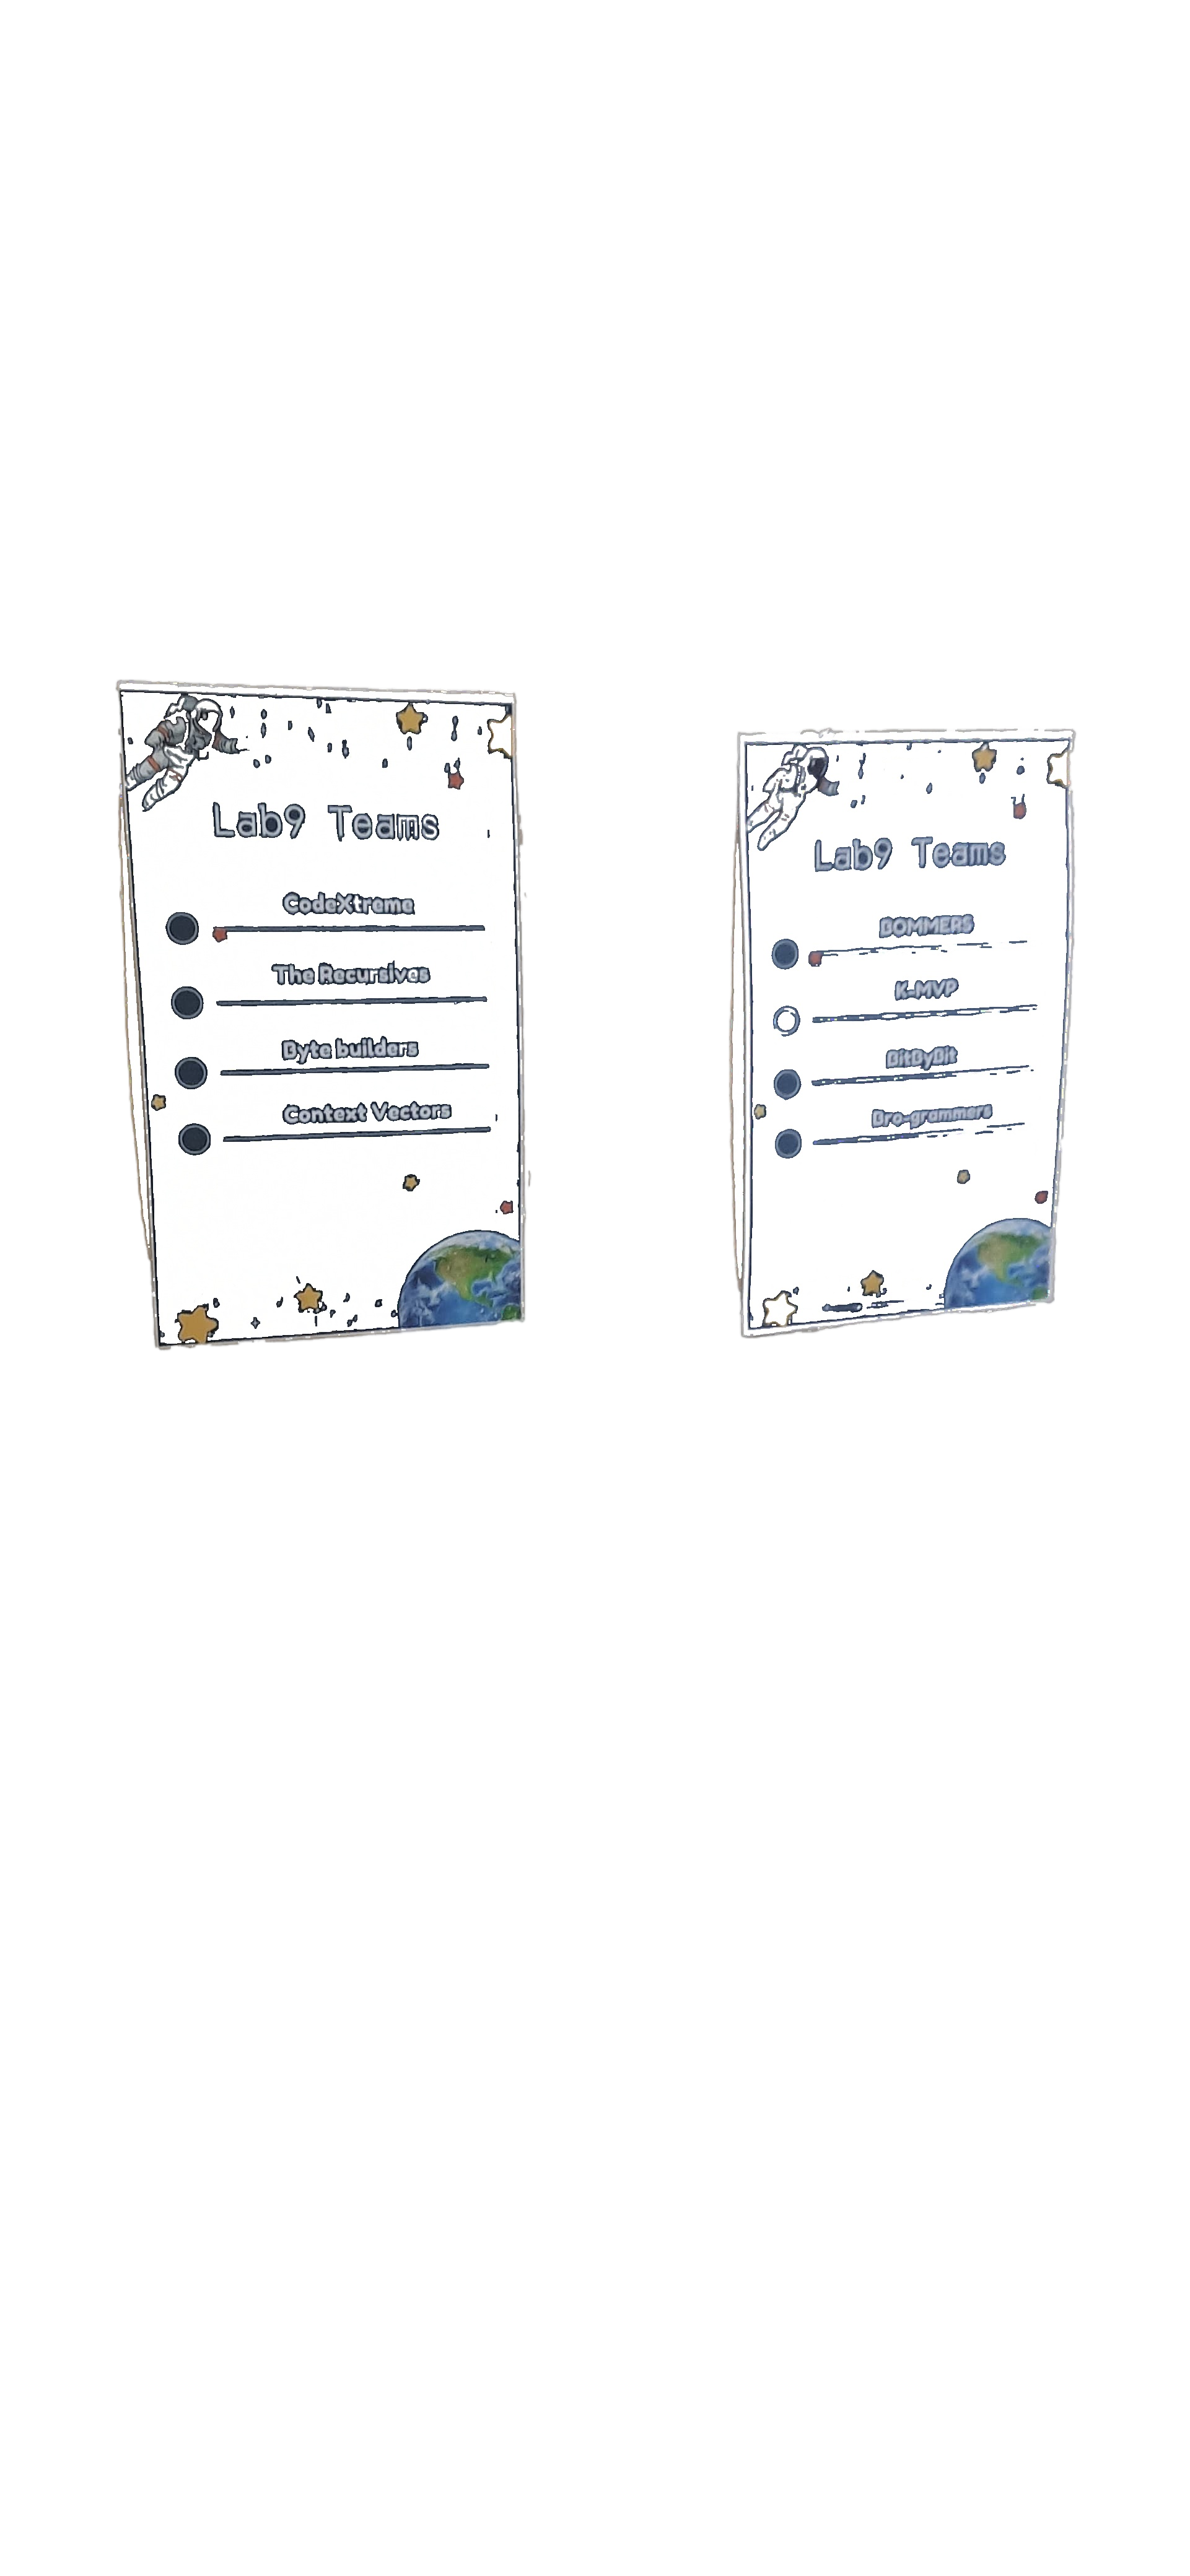 Lab9 Teams
CodeXtreme
The Recursives
Byte builders
Context Vectors
Lab9 Teams
BOMMERS
K-MVP
BitByBit
Bro-grammers